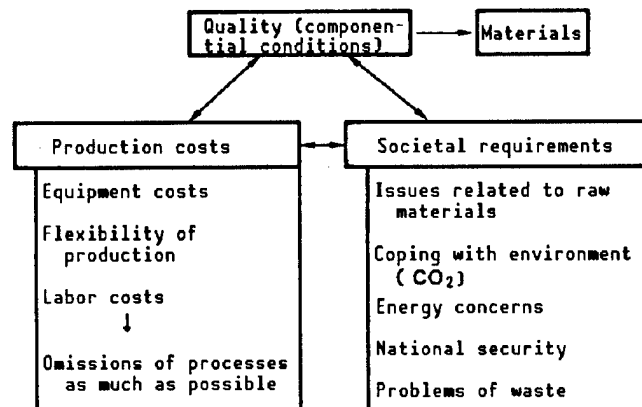 Quality (componen-
tial conditions)
Materials
Production costs
Equipment costs
Flexibility of
production
Labor costs
↓
Omissions of processes
as much as possible
Societal requirements
Issues related to raw
materials
Coping with environment
(CO₂)
Energy concerns
National security
Problems of waste